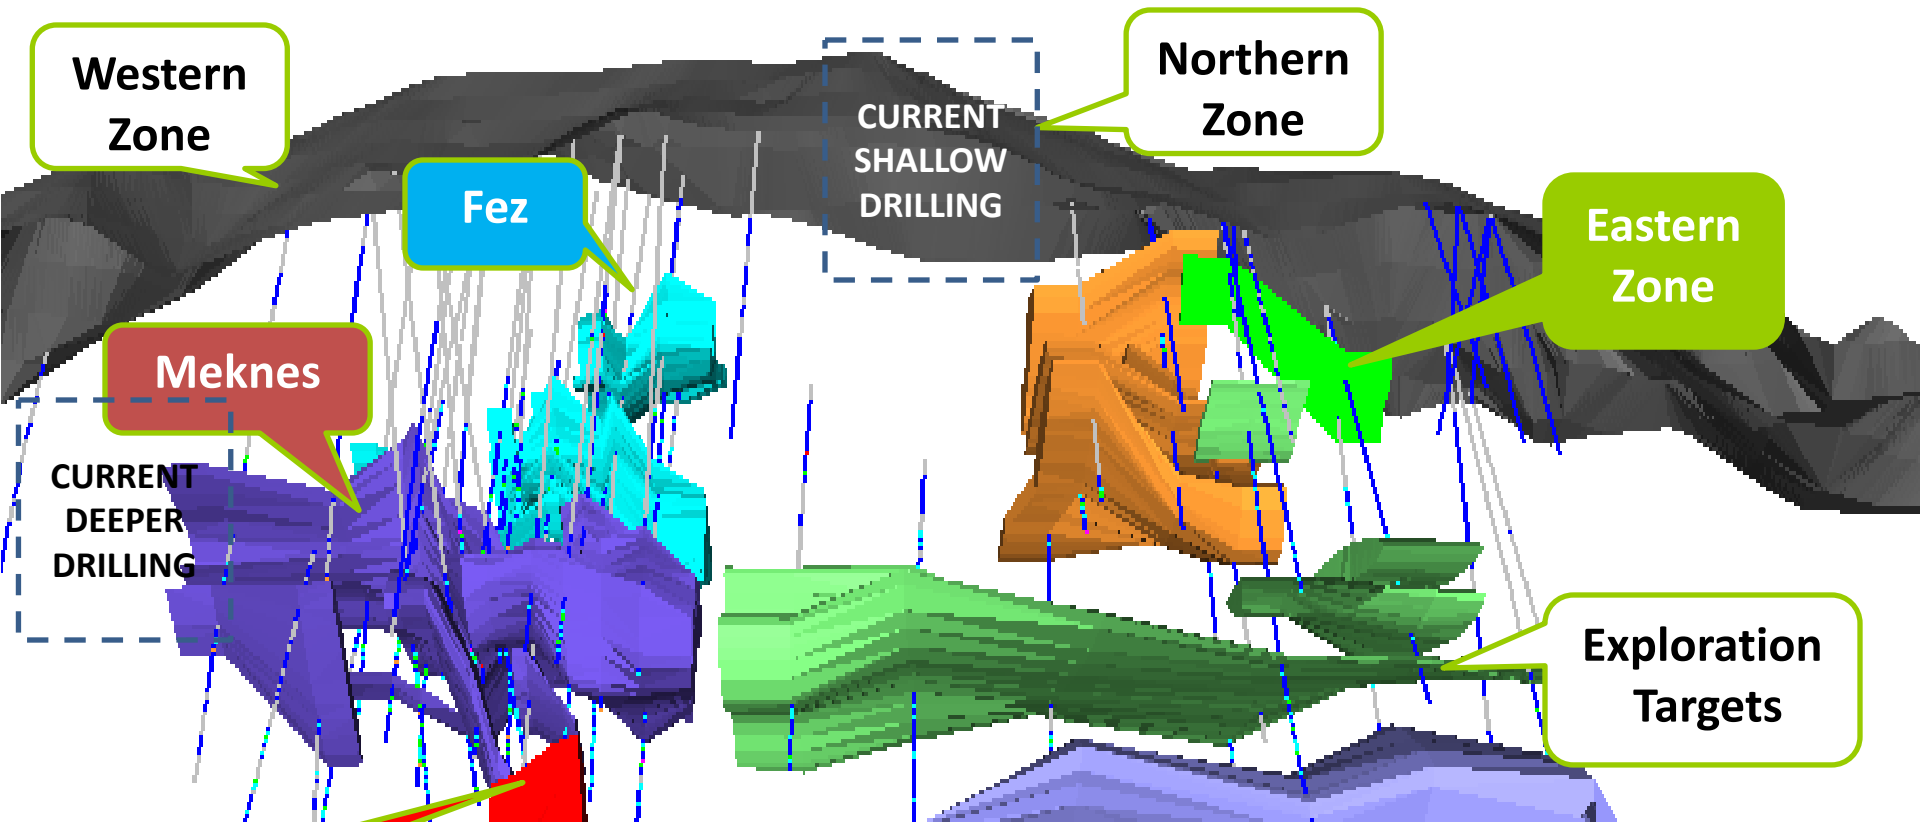 Western
Zone
CURRENT
SHALLOW
DRILLING
Northern
Zone
Fez
Eastern
Zone
Meknes
CURRENT
DEEPER
DRILLING
Exploration
Targets